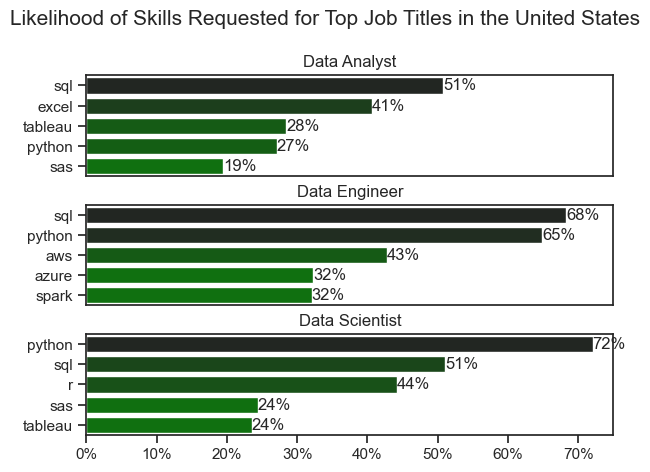 Likelihood of Skills Requested for Top Job Titles in the United States
Data Analyst
sql 51%
excel 41%
tableau 28%
python 27%
sas 19%
Data Engineer
sql 68%
python 65%
aws 43%
azure 32%
spark 32%
Data Scientist
python 72%
sql 51%
r 44%
sas 24%
tableau 24%
0% 10% 20% 30% 40% 50% 60% 70%